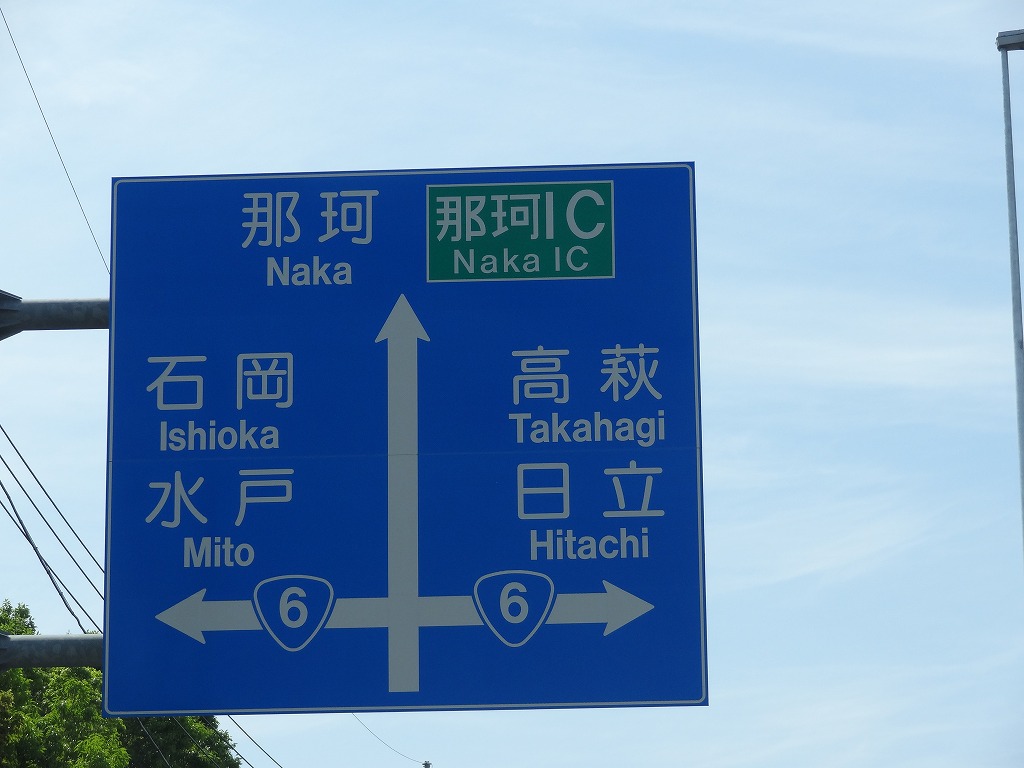 那珂
Naka
那珂IC
Naka IC
石岡
Ishioka
水戸
Mito
高萩
Takahagi
日立
Hitachi
6
6